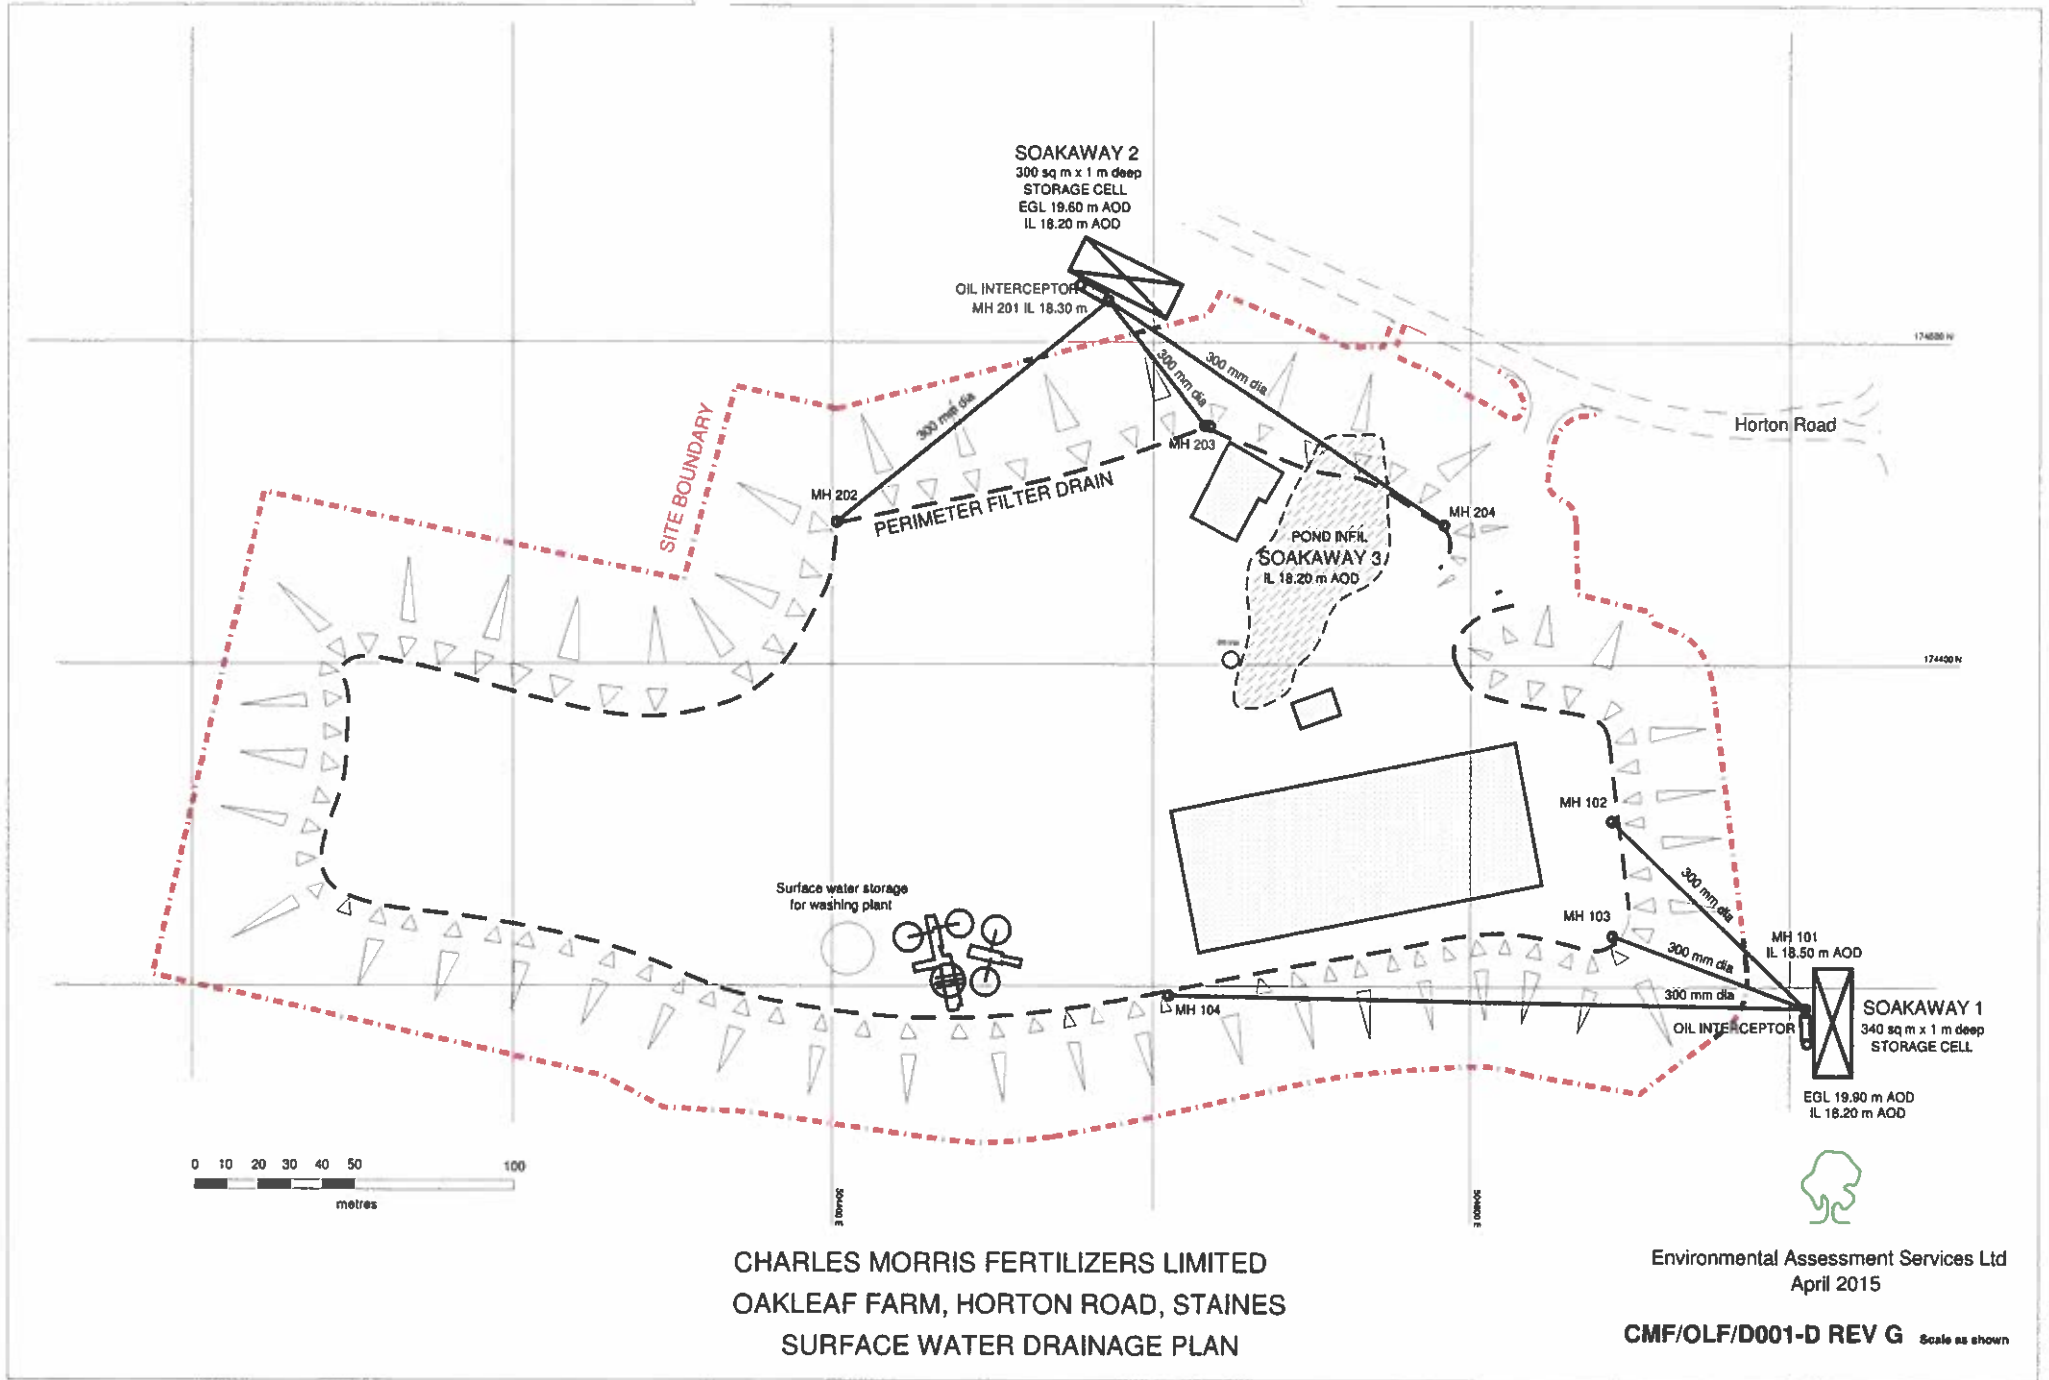 SOAKAWAY 2
300 sq m x 1 m deep
STORAGE CELL
EGL 19.60 m AOD
IL 18.20 m AOD
OIL INTERCEPTOR
MH 201 IL 18.30 m
174500 N
300 mm dia
300 mm dia
300 mm dia
Horton Road
SITE BOUNDARY
MH 203
MH 202
PERIMETER FILTER DRAIN
MH 204
POND INFIL
SOAKAWAY 3
IL 18.20 m AOD
174400 N
MH 102
300 mm dia
Surface water storage
for washing plant
MH 103
MH 101
IL 18.50 m AOD
300 mm dia
300 mm dia
MH 104
SOAKAWAY 1
340 sq m x 1 m deep
STORAGE CELL
OIL INTERCEPTOR
EGL 19.90 m AOD
IL 18.20 m AOD
0 10 20 30 40 50 100
metres
504400 E
CHARLES MORRIS FERTILIZERS LIMITED
OAKLEAF FARM, HORTON ROAD, STAINES
SURFACE WATER DRAINAGE PLAN
Environmental Assessment Services Ltd
April 2015
CMF/OLF/D001-D REV G Scale as shown